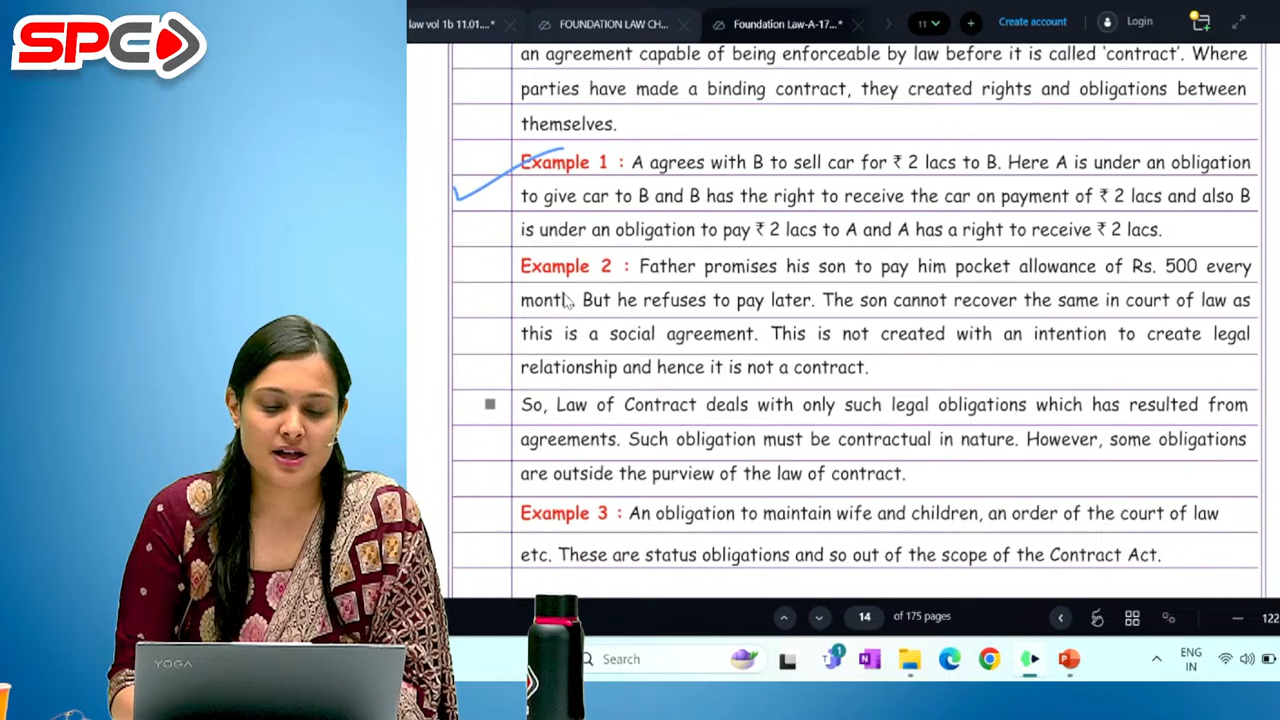 SPC
law vol 1b 11.01....* FOUNDATION LAW CH... Foundation Law-A-17...* 11 Create account Login
an agreement capable of being enforceable by law before it is called 'contract'. Where
parties have made a binding contract, they created rights and obligations between
themselves.
Example 1 : A agrees with B to sell car for ₹ 2 lacs to B. Here A is under an obligation
to give car to B and B has the right to receive the car on payment of ₹ 2 lacs and also B
is under an obligation to pay ₹ 2 lacs to A and A has a right to receive ₹ 2 lacs.
Example 2 : Father promises his son to pay him pocket allowance of Rs. 500 every
month. But he refuses to pay later. The son cannot recover the same in court of law as
this is a social agreement. This is not created with an intention to create legal
relationship and hence it is not a contract.
So, Law of Contract deals with only such legal obligations which has resulted from
agreements. Such obligation must be contractual in nature. However, some obligations
are outside the purview of the law of contract.
Example 3 : An obligation to maintain wife and children, an order of the court of law
etc. These are status obligations and so out of the scope of the Contract Act.
14 of 175 pages 122
YOGA
Search ENG
IN